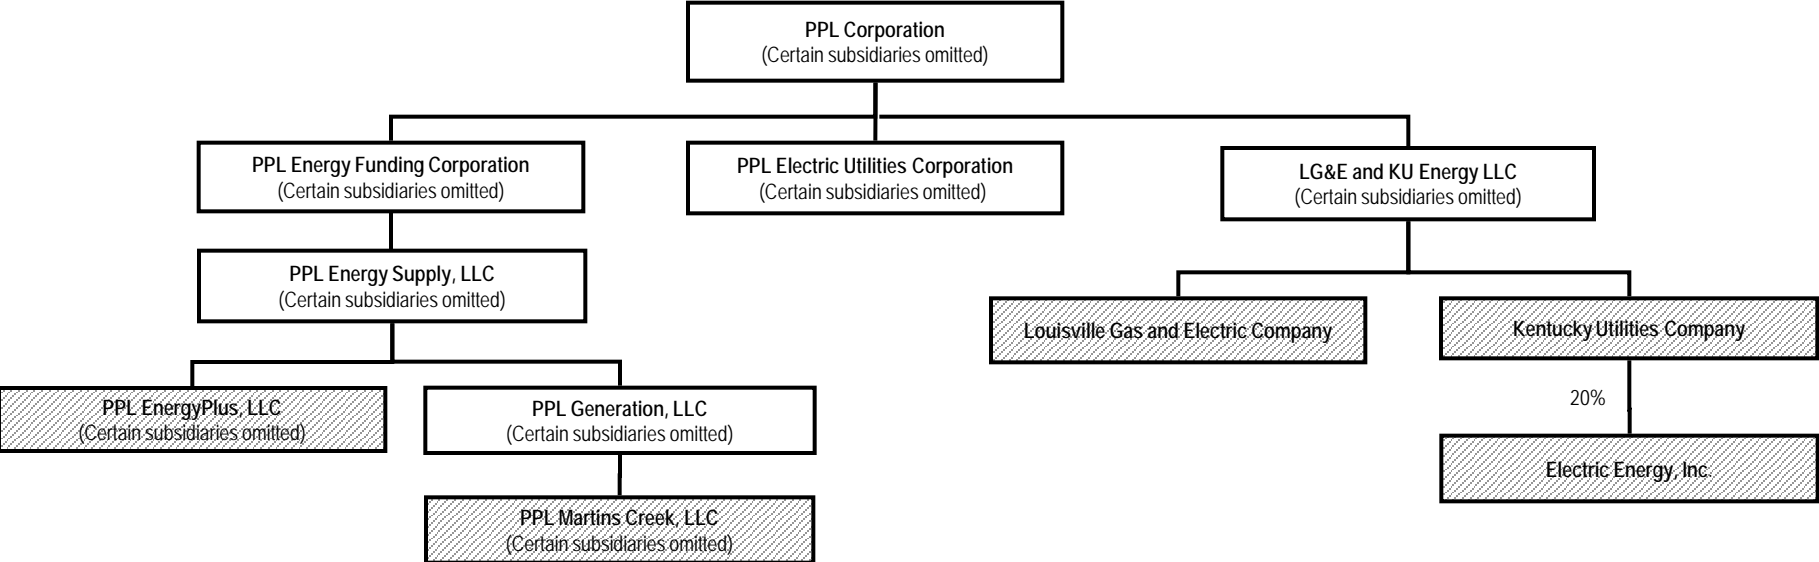 PPL Corporation
(Certain subsidiaries omitted)
PPL Energy Funding Corporation
(Certain subsidiaries omitted)
PPL Electric Utilities Corporation
(Certain subsidiaries omitted)
LG&E and KU Energy LLC
(Certain subsidiaries omitted)
PPL Energy Supply, LLC
(Certain subsidiaries omitted)
Louisville Gas and Electric Company
Kentucky Utilities Company
PPL EnergyPlus, LLC
(Certain subsidiaries omitted)
PPL Generation, LLC
(Certain subsidiaries omitted)
20%
Electric Energy, Inc.
PPL Martins Creek, LLC
(Certain subsidiaries omitted)